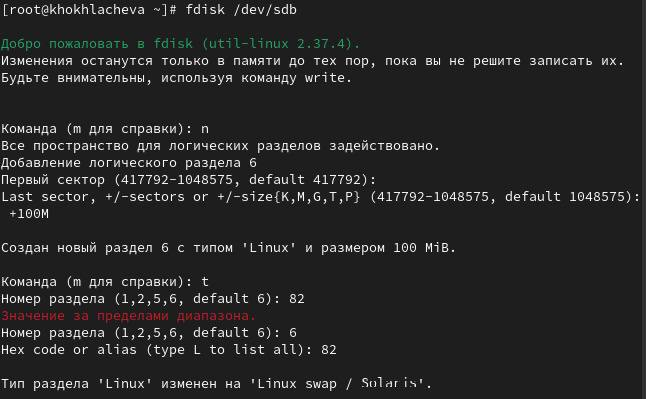 [root@khokhlacheva ~]# fdisk /dev/sdb
Добро пожаловать в fdisk (util-linux 2.37.4).
Изменения останутся только в памяти до тех пор, пока вы не решите записать их.
Будьте внимательны, используя команду write.
Команда (m для справки): n
Все пространство для логических разделов задействовано.
Добавление логического раздела 6
Первый сектор (417792-1048575, default 417792):
Last sector, +/-sectors or +/-size{K,M,G,T,P} (417792-1048575, default 1048575):
+100M
Создан новый раздел 6 с типом 'Linux' и размером 100 MiB.
Команда (m для справки): t
Номер раздела (1,2,5,6, default 6): 82
Значение за пределами диапазона.
Номер раздела (1,2,5,6, default 6): 6
Hex code or alias (type L to list all): 82
Тип раздела 'Linux' изменен на 'Linux swap / Solaris'.